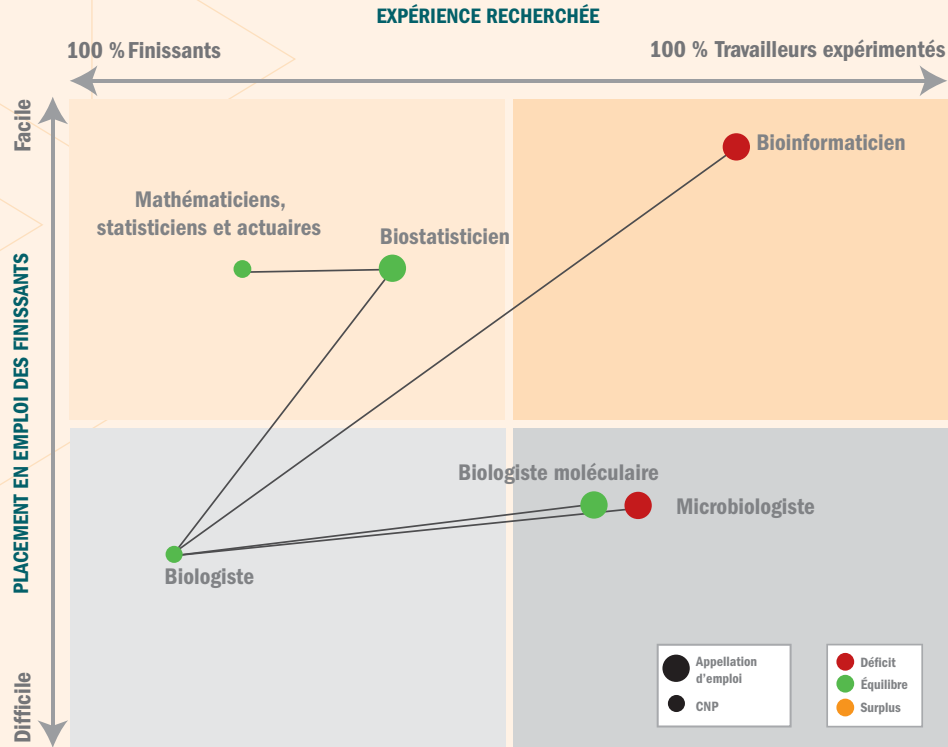 EXPÉRIENCE RECHERCHÉE
100 % Finissants
100 % Travailleurs expérimentés
Facile
PLACEMENT EN EMPLOI DES FINISSANTS
Difficile
Bioinformaticien
Mathématiciens,
statisticiens et actuaires
Biostatisticien
Biologiste moléculaire
Microbiologiste
Biologiste
Appellation
d'emploi
CNP
Déficit
Équilibre
Surplus